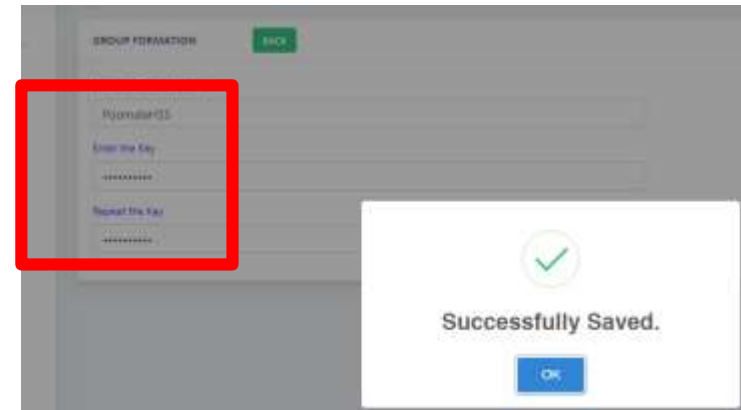 GROUP FORMATION
BACK
Enter the Key
Repeat the Key
Successfully Saved.
OK